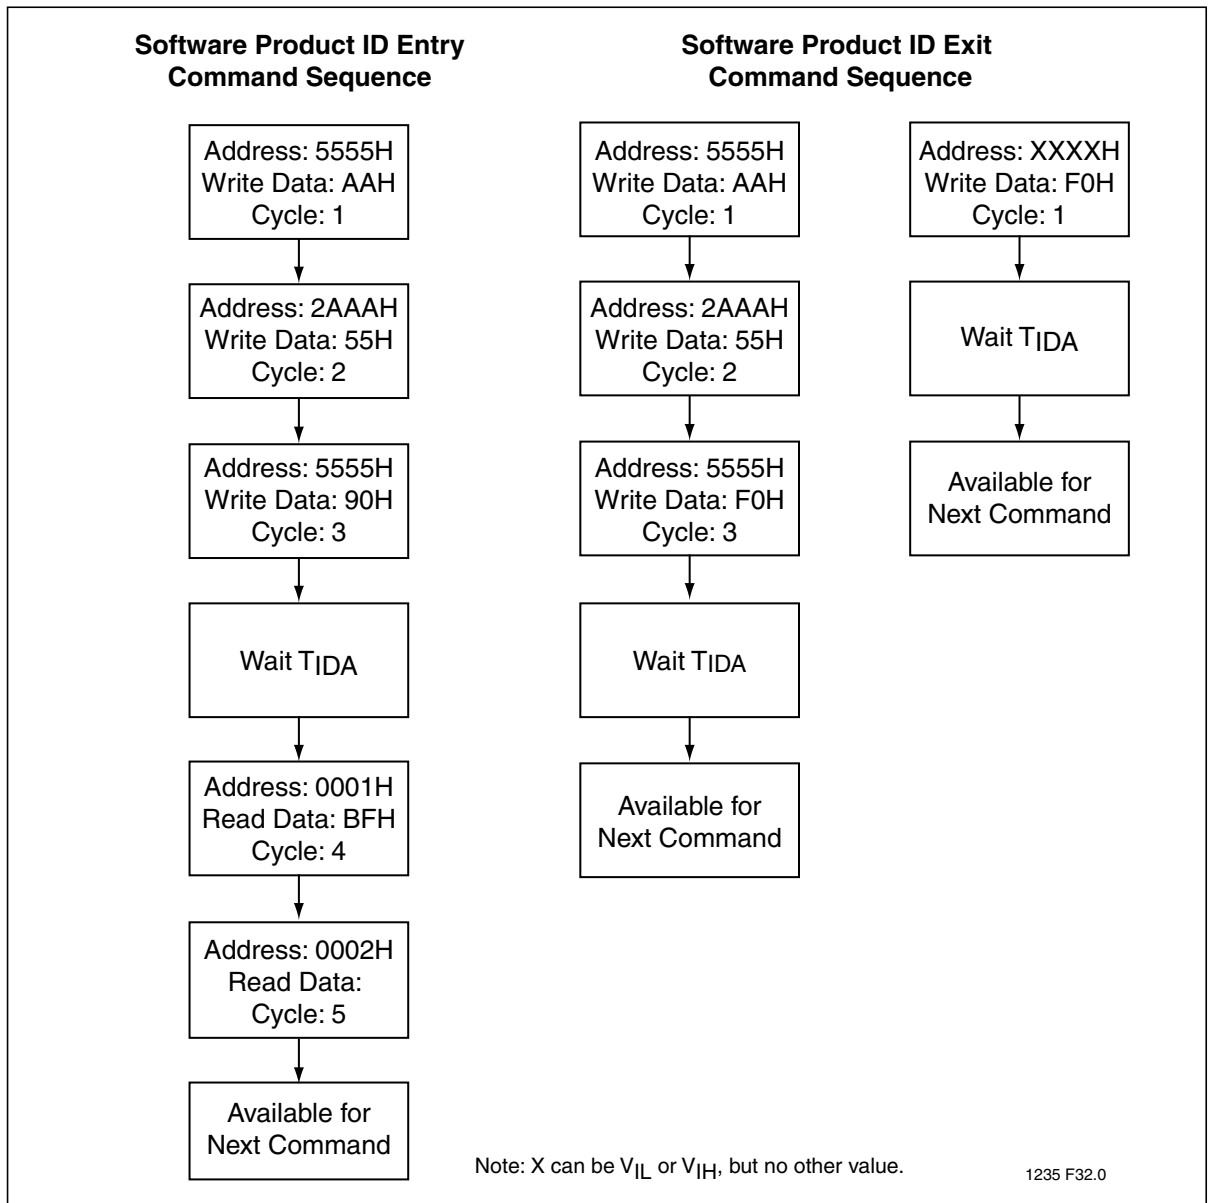 Software Product ID Entry
Command Sequence
Address: 5555H
Write Data: AAH
Cycle: 1
Address: 2AAAH
Write Data: 55H
Cycle: 2
Address: 5555H
Write Data: 90H
Cycle: 3
Wait TIDA
Address: 0001H
Read Data: BFH
Cycle: 4
Address: 0002H
Read Data:
Cycle: 5
Available for
Next Command
Software Product ID Exit
Command Sequence
Address: 5555H
Write Data: AAH
Cycle: 1
Address: 2AAAH
Write Data: 55H
Cycle: 2
Address: 5555H
Write Data: F0H
Cycle: 3
Wait TIDA
Available for
Next Command
Address: XXXXH
Write Data: F0H
Cycle: 1
Wait TIDA
Available for
Next Command
Note: X can be VIL or VIH, but no other value.
1235 F32.0